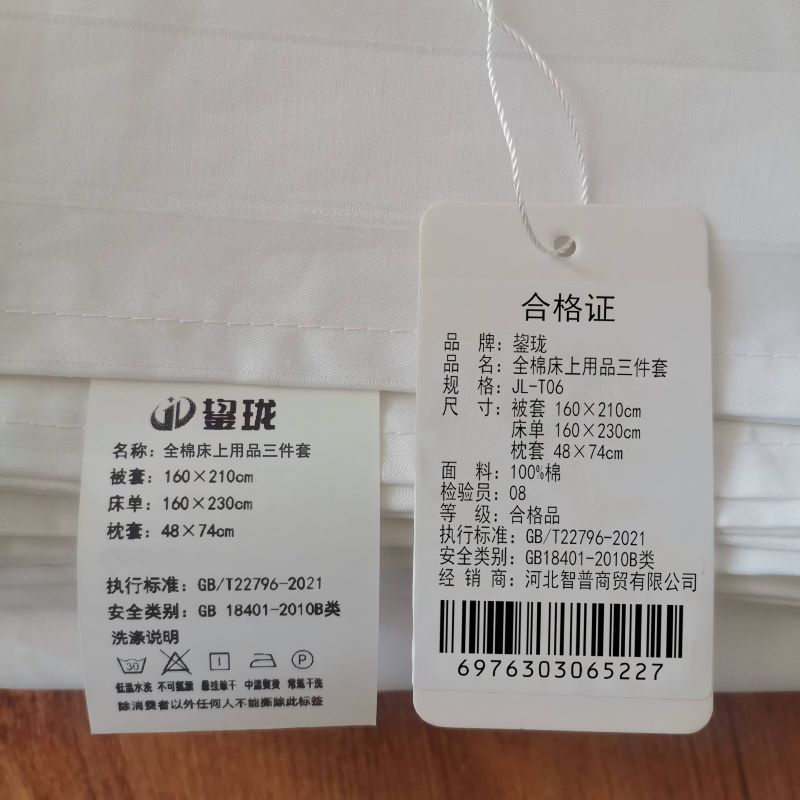 鋆珑
名称：全棉床上用品三件套
被套：160×210cm
床单：160×230cm
枕套：48×74cm
执行标准：GB/T22796-2021
安全类别：GB 18401-2010B类
洗涤说明
30 P
低温水洗 不可氯漂 悬挂晾干 中温熨烫 常规干洗
除消费者以外任何人不能撕除此标签
合格证
品 牌：鋆珑
品 名：全棉床上用品三件套
规 格：JL-T06
尺 寸：被套 160×210cm
床单 160×230cm
枕套 48×74cm
面 料：100%棉
检验员：08
等 级：合格品
执行标准：GB/T22796-2021
安全类别：GB18401-2010B类
经 销 商：河北智普商贸有限公司
6976303065227